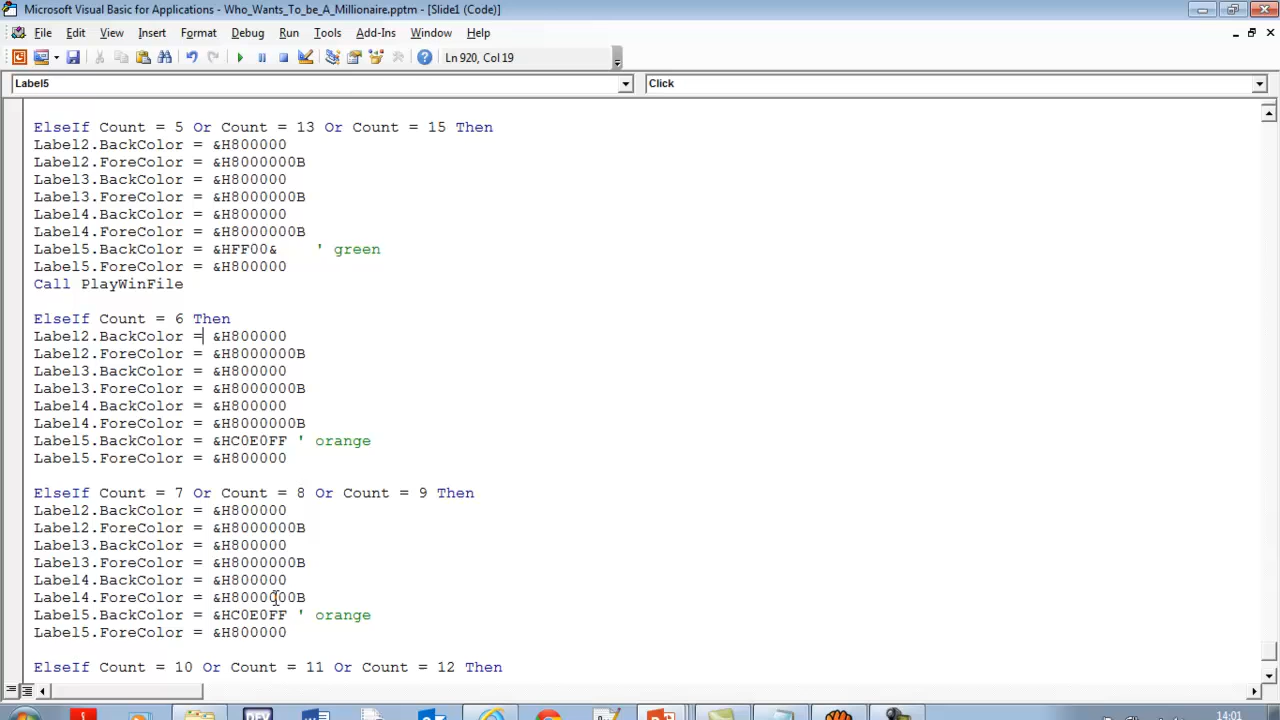 Microsoft Visual Basic for Applications - Who_Wants_To_be_A_Millionaire.pptm - [Slide1 (Code)]
File Edit View Insert Format Debug Run Tools Add-Ins Window Help
Ln 920, Col 19
Label5 Click
ElseIf Count = 5 Or Count = 13 Or Count = 15 Then
Label2.BackColor = &H800000
Label2.ForeColor = &H8000000B
Label3.BackColor = &H800000
Label3.ForeColor = &H8000000B
Label4.BackColor = &H800000
Label4.ForeColor = &H8000000B
Label5.BackColor = &HFF00& ' green
Label5.ForeColor = &H800000
Call PlayWinFile
ElseIf Count = 6 Then
Label2.BackColor = &H800000
Label2.ForeColor = &H8000000B
Label3.BackColor = &H800000
Label3.ForeColor = &H8000000B
Label4.BackColor = &H800000
Label4.ForeColor = &H8000000B
Label5.BackColor = &HC0E0FF ' orange
Label5.ForeColor = &H800000
ElseIf Count = 7 Or Count = 8 Or Count = 9 Then
Label2.BackColor = &H800000
Label2.ForeColor = &H8000000B
Label3.BackColor = &H800000
Label3.ForeColor = &H8000000B
Label4.BackColor = &H800000
Label4.ForeColor = &H8000000B
Label5.BackColor = &HC0E0FF ' orange
Label5.ForeColor = &H800000
ElseIf Count = 10 Or Count = 11 Or Count = 12 Then
DEV
14:01